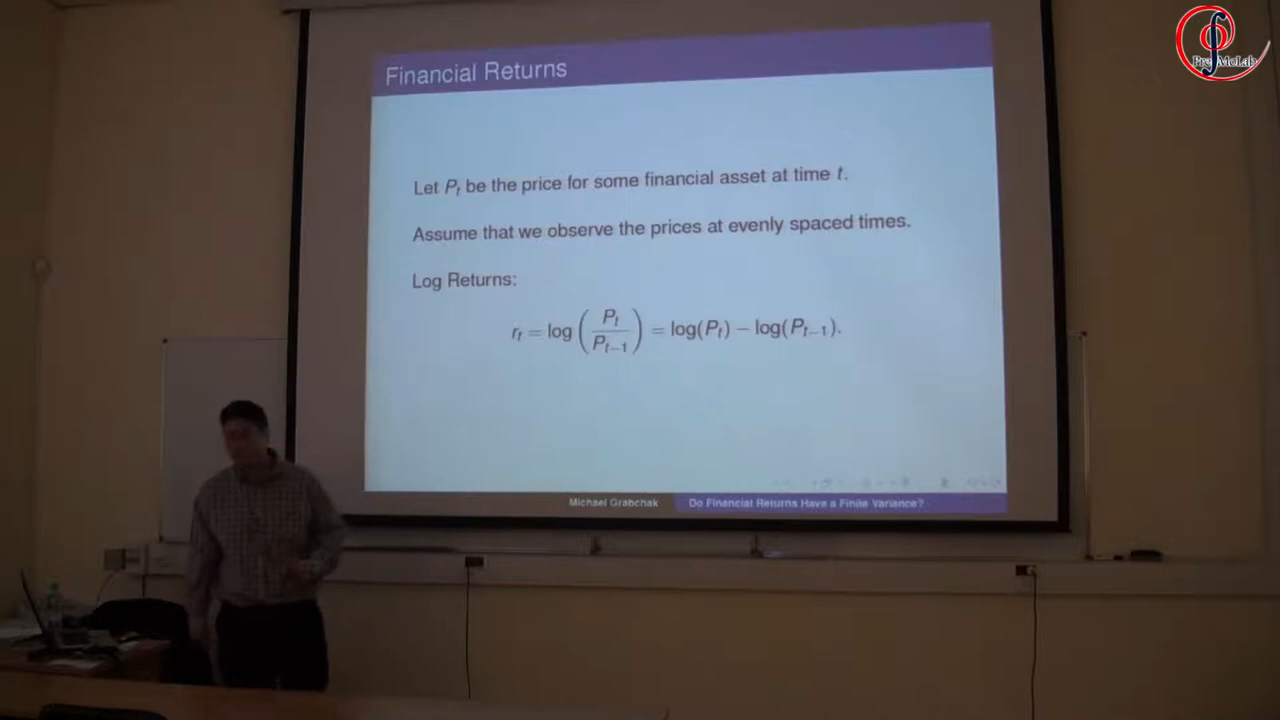 PreMoLab
Financial Returns
Let Pₜ be the price for some financial asset at time t.
Assume that we observe the prices at evenly spaced times.
Log Returns:
rₜ = log(Pₜ/Pₜ₋₁) = log(Pₜ) − log(Pₜ₋₁).
Michael Grabchak Do Financial Returns Have a Finite Variance?